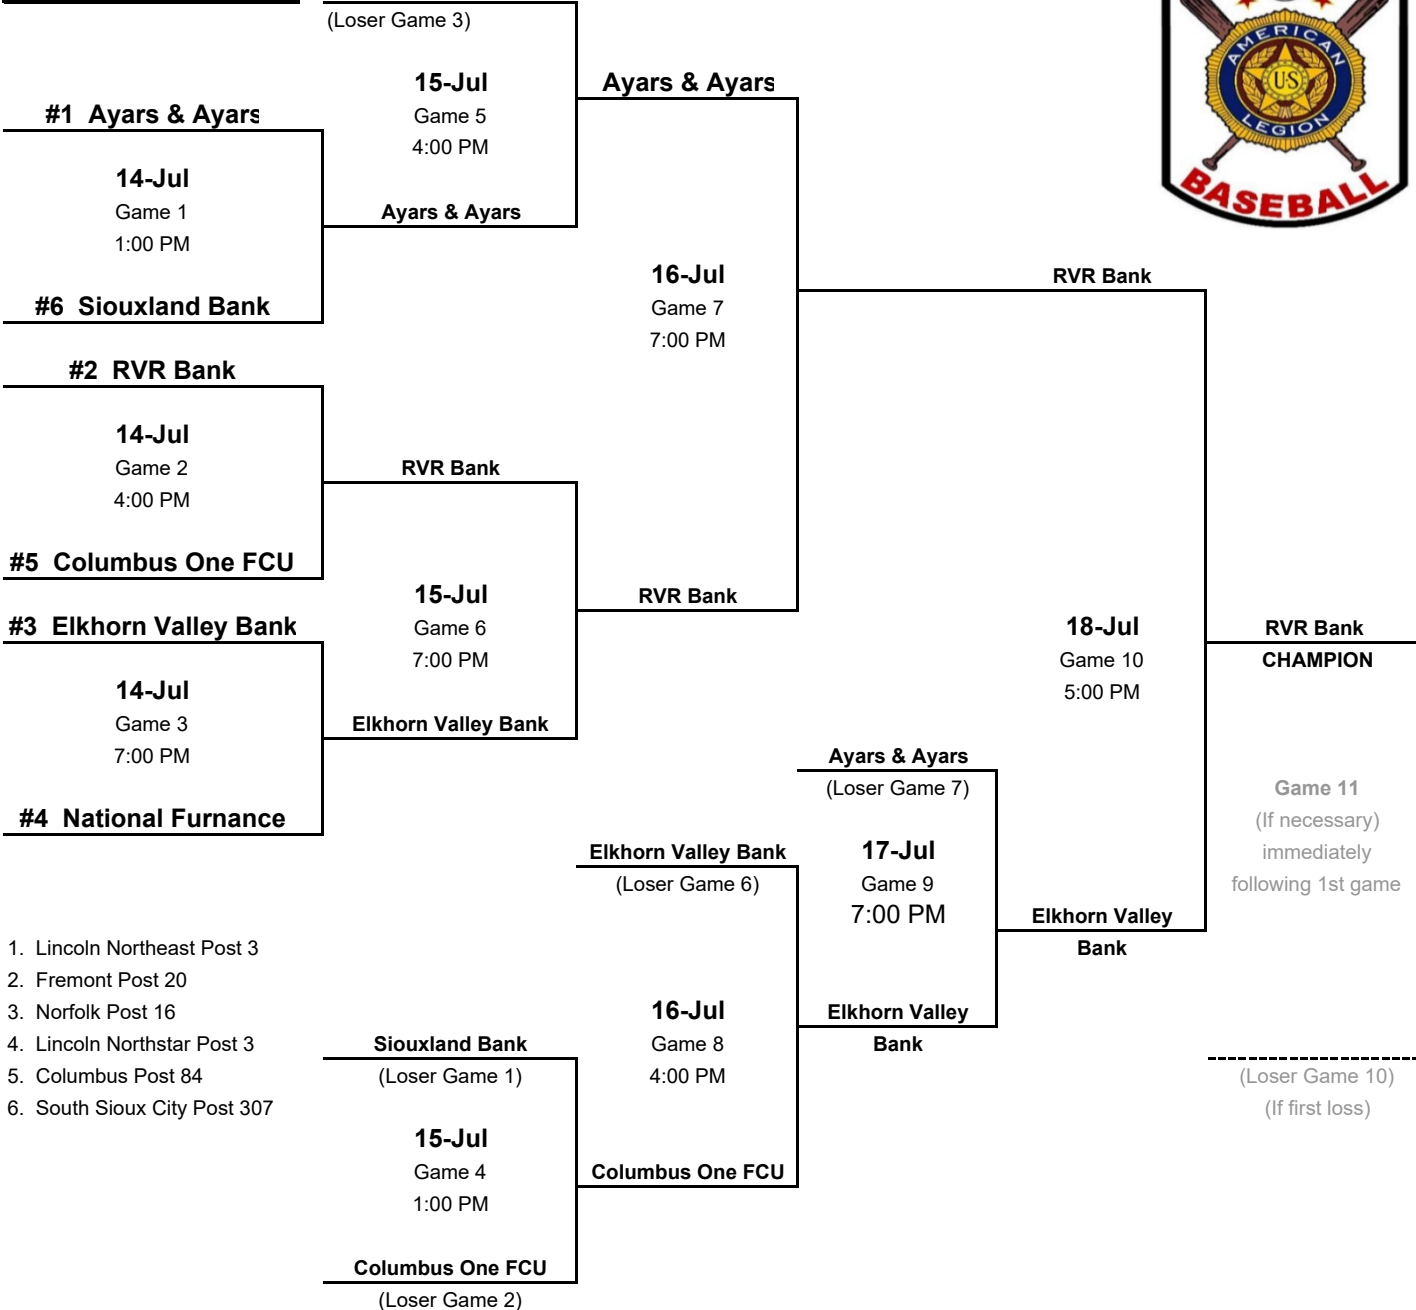 (Loser Game 3)
AMERICAN
U.S
LEGION
BASEBALL
15-Jul
Game 5
4:00 PM
Ayars & Ayars
#1 Ayars & Ayars
14-Jul
Game 1
1:00 PM
Ayars & Ayars
#6 Siouxland Bank
16-Jul
Game 7
7:00 PM
RVR Bank
#2 RVR Bank
14-Jul
Game 2
4:00 PM
RVR Bank
#5 Columbus One FCU
15-Jul
Game 6
7:00 PM
RVR Bank
#3 Elkhorn Valley Bank
14-Jul
Game 3
7:00 PM
Elkhorn Valley Bank
#4 National Furnance
18-Jul
Game 10
5:00 PM
RVR Bank
CHAMPION
Ayars & Ayars
(Loser Game 7)
Game 11
(If necessary)
immediately
following 1st game
Elkhorn Valley Bank
(Loser Game 6)
17-Jul
Game 9
7:00 PM
Elkhorn Valley
Bank
1. Lincoln Northeast Post 3
2. Fremont Post 20
3. Norfolk Post 16
4. Lincoln Northstar Post 3
5. Columbus Post 84
6. South Sioux City Post 307
16-Jul
Game 8
4:00 PM
Elkhorn Valley
Bank
Siouxland Bank
(Loser Game 1)
(Loser Game 10)
(If first loss)
15-Jul
Game 4
1:00 PM
Columbus One FCU
Columbus One FCU
(Loser Game 2)